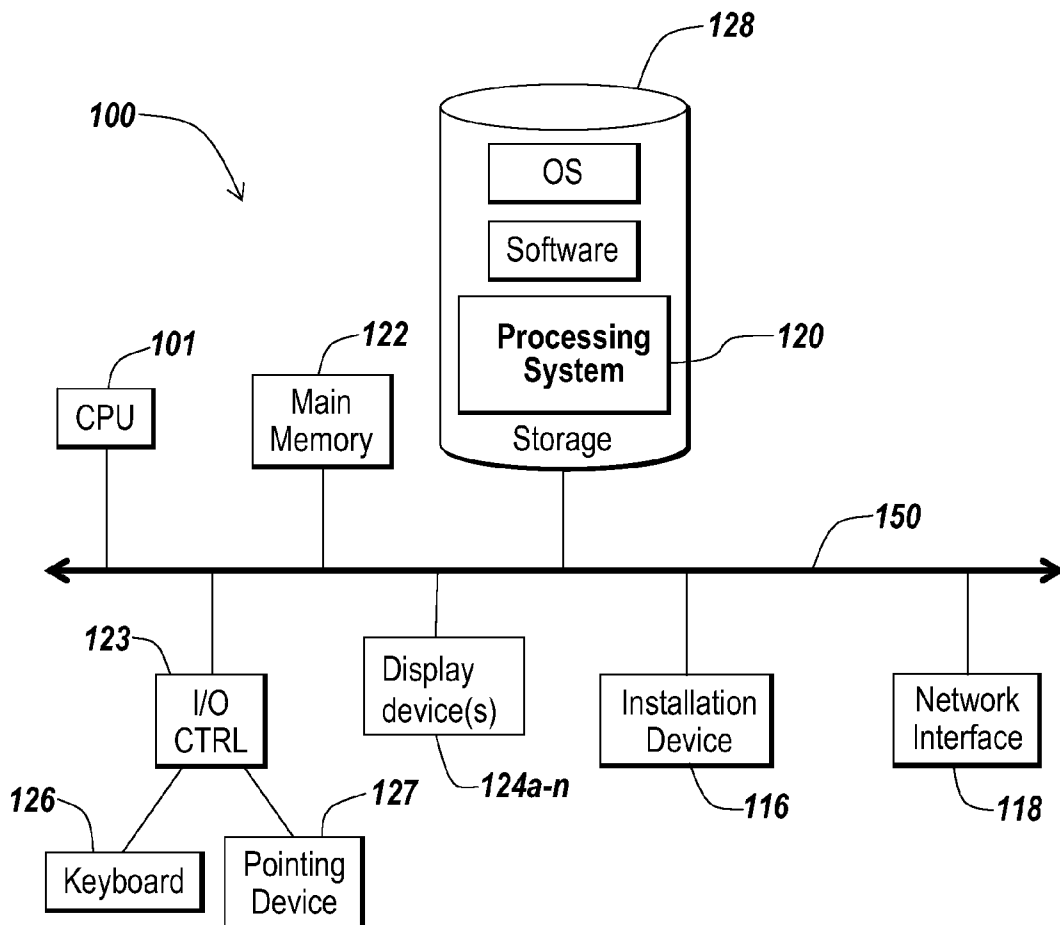 128
100
OS
Software
Processing
System
120
Storage
101
CPU
122
Main
Memory
150
123
I/O
CTRL
Display
device(s)
124a-n
Installation
Device
116
Network
Interface
118
126
Keyboard
127
Pointing
Device